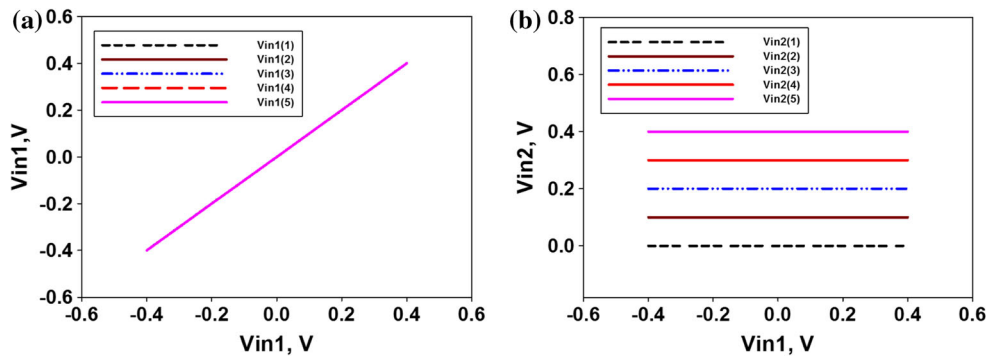 (a)
0.6
0.4
0.2
0.0
-0.2
-0.4
-0.6
Vin1,V
Vin1(1)
Vin1(2)
Vin1(3)
Vin1(4)
Vin1(5)
-0.6 -0.4 -0.2 0.0 0.2 0.4 0.6
Vin1, V
(b)
0.8
0.6
0.4
0.2
0.0
Vin2, V
Vin2(1)
Vin2(2)
Vin2(3)
Vin2(4)
Vin2(5)
-0.6 -0.4 -0.2 0.0 0.2 0.4 0.6
Vin1, V